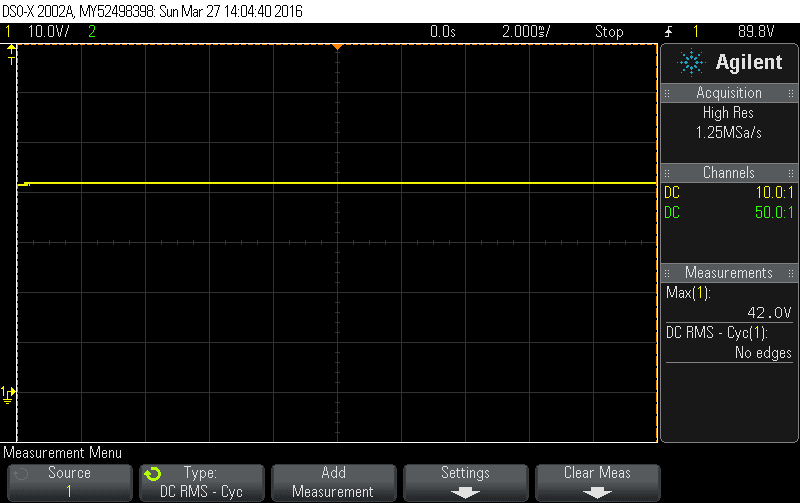 DSO-X 2002A, MY52498398: Sun Mar 27 14:04:40 2016
1 10.0V/ 2 0.0s 2.000ms/ Stop 1 89.8V
T
Agilent
Acquisition
High Res
1.25MSa/s
Channels
DC 10.0:1
DC 50.0:1
Measurements
Max(1):
42.0V
DC RMS - Cyc(1):
No edges
1
Measurement Menu
Source
1
Type:
DC RMS - Cyc
Add
Measurement
Settings
Clear Meas